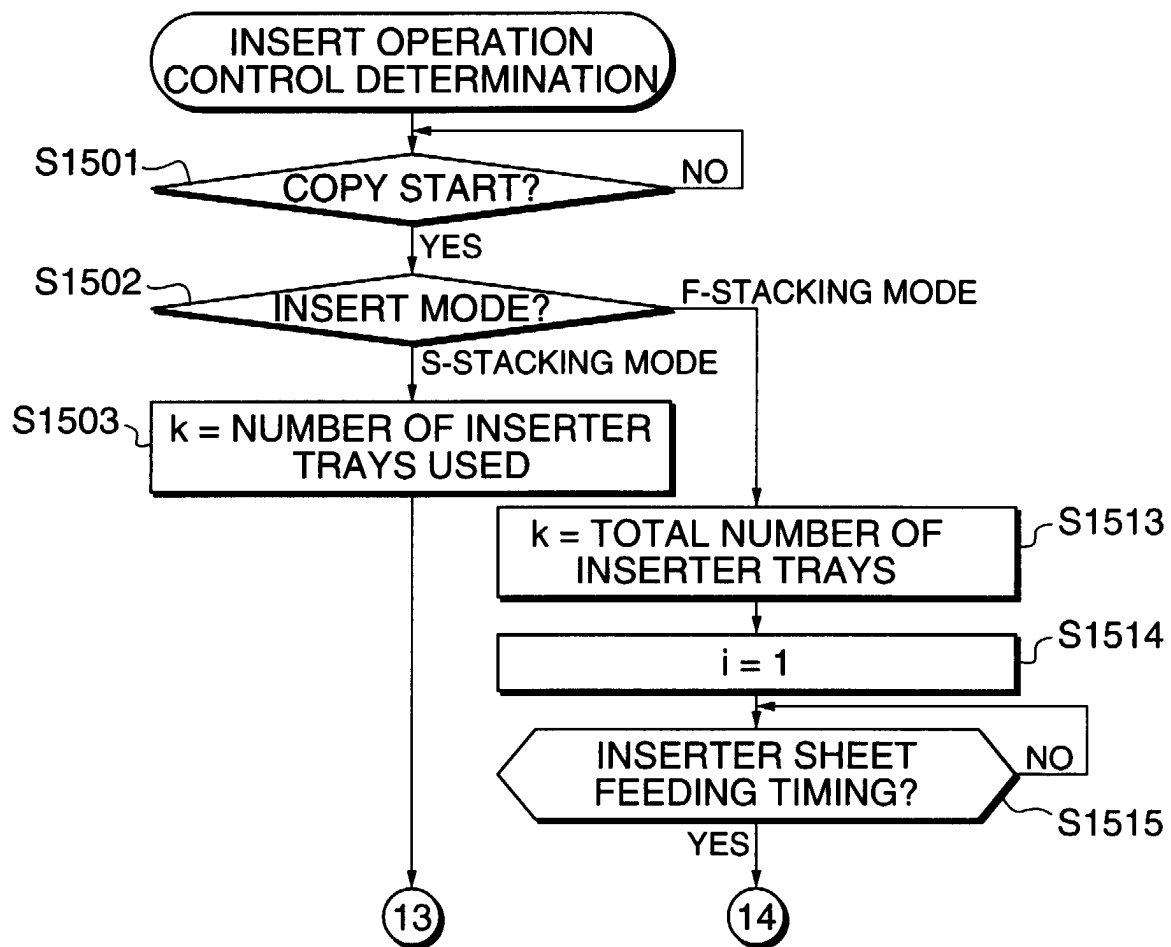 INSERT OPERATION
CONTROL DETERMINATION
S1501
COPY START?
NO
YES
S1502
INSERT MODE?
F-STACKING MODE
S-STACKING MODE
S1503
k = NUMBER OF INSERTER
TRAYS USED
k = TOTAL NUMBER OF
INSERTER TRAYS
S1513
i = 1
S1514
INSERTER SHEET
FEEDING TIMING?
NO
S1515
YES
13
14